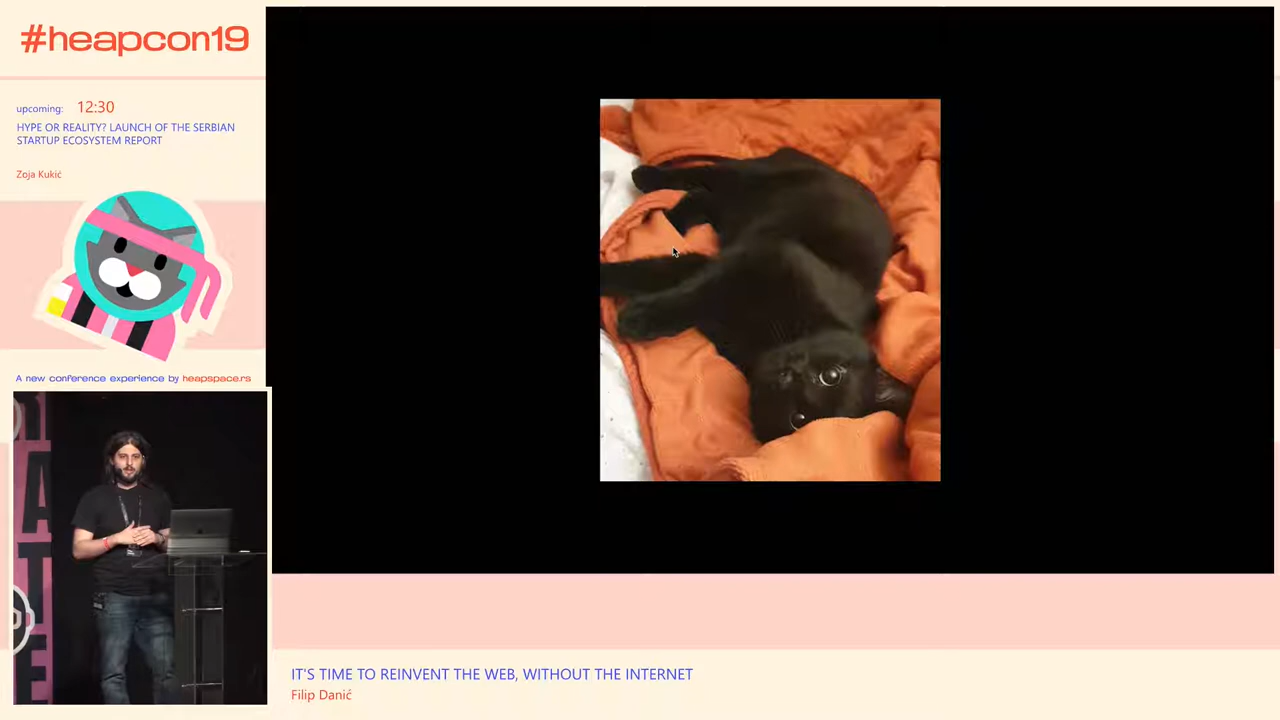 #heapcon19
upcoming: 12:30
HYPE OR REALITY? LAUNCH OF THE SERBIAN
STARTUP ECOSYSTEM REPORT
Zoja Kukić
A new conference experience by heapspace.rs
IT'S TIME TO REINVENT THE WEB, WITHOUT THE INTERNET
Filip Danić